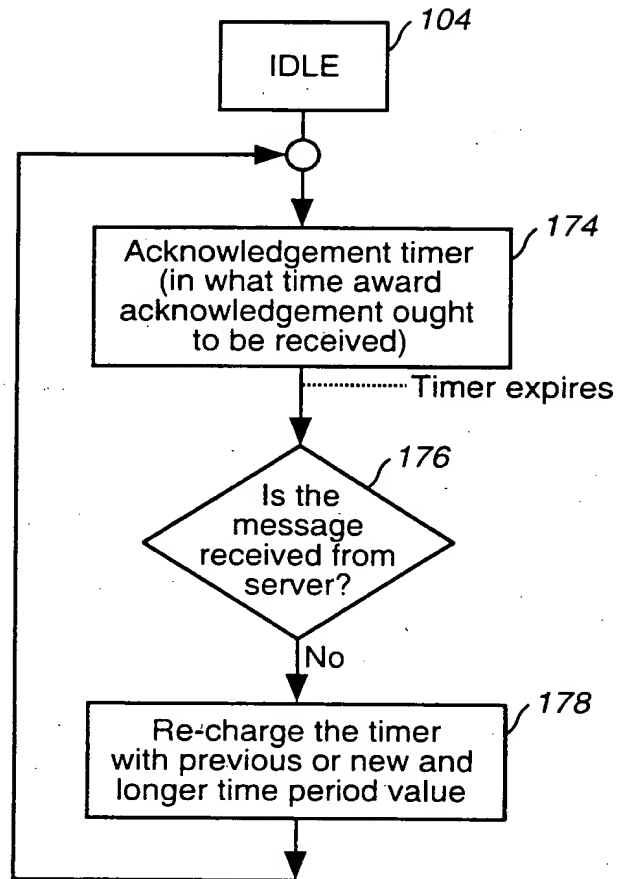 104
IDLE
174
Acknowledgement timer
(in what time award
acknowledgement ought
to be received)
Timer expires
176
Is the
message
received from
server?
No
178
Re-charge the timer
with previous or new and
longer time period value